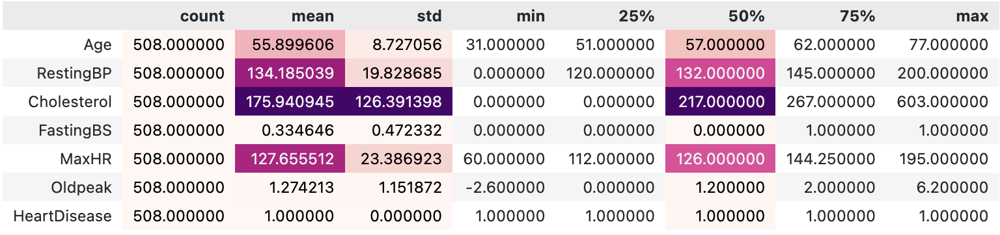 count mean std min 25% 50% 75% max
Age 508.000000 55.899606 8.727056 31.000000 51.000000 57.000000 62.000000 77.000000
RestingBP 508.000000 134.185039 19.828685 0.000000 120.000000 132.000000 145.000000 200.000000
Cholesterol 508.000000 175.940945 126.391398 0.000000 0.000000 217.000000 267.000000 603.000000
FastingBS 508.000000 0.334646 0.472332 0.000000 0.000000 0.000000 1.000000 1.000000
MaxHR 508.000000 127.655512 23.386923 60.000000 112.000000 126.000000 144.250000 195.000000
Oldpeak 508.000000 1.274213 1.151872 -2.600000 0.000000 1.200000 2.000000 6.200000
HeartDisease 508.000000 1.000000 0.000000 1.000000 1.000000 1.000000 1.000000 1.000000